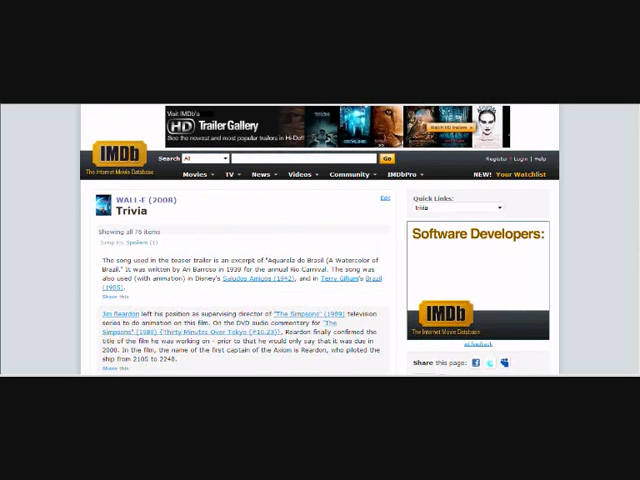 Visit IMDb's
HD Trailer Gallery
See the newest and most popular trailers in Hi-Def!
Watch HD trailers
IMDb
The Internet Movie Database
Search All Go
Register | Login | Help
Movies TV News Videos Community IMDbPro NEW! Your Watchlist
WALL·E (2008) Edit
Trivia
Showing all 76 items
Jump to: Spoilers (1)
The song used in the teaser trailer is an excerpt of "Aquarela do Brasil (A Watercolor of
Brazil." It was written by Ari Barroso in 1939 for the annual Rio Carnival. The song was
also used (with animation) in Disney's Saludos Amigos (1942), and in Terry Gilliam's Brazil
(1985).
Share this
Jim Reardon left his position as supervising director of "The Simpsons" (1989) television
series to do animation on this film. On the DVD audio commentary for "The
Simpsons" (1989) {Thirty Minutes Over Tokyo (#10.23)}, Reardon finally confirmed the
title of the film he was working on - prior to that he would only say that it was due in
2008. In the film, the name of the first captain of the Axiom is Reardon, who piloted the
ship from 2105 to 2248.
Share this
Quick Links:
trivia
Software Developers:
IMDb
The Internet Movie Database
ad feedback
Share this page: